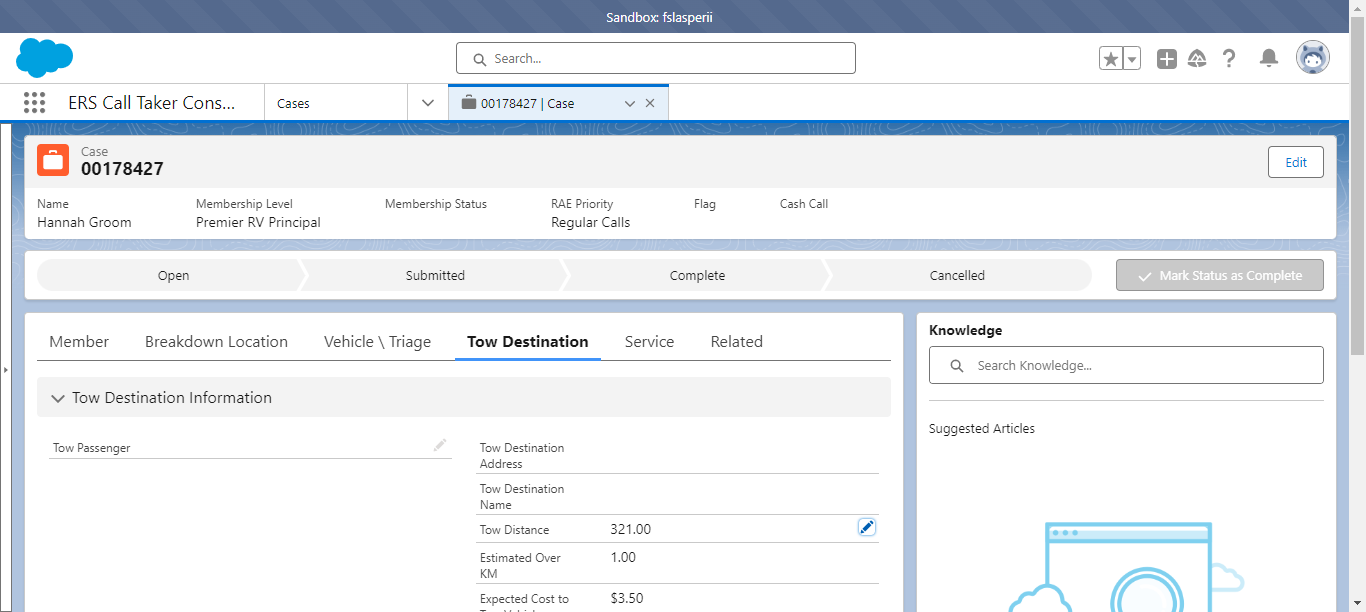 Sandbox: fslasperii
Search...
ERS Call Taker Cons...
Cases
00178427 | Case
Case
00178427
Edit
Name
Membership Level
Membership Status
RAE Priority
Flag
Cash Call
Hannah Groom
Premier RV Principal
Regular Calls
Open
Submitted
Complete
Cancelled
Mark Status as Complete
Member
Breakdown Location
Vehicle \ Triage
Tow Destination
Service
Related
Knowledge
Search Knowledge...
Suggested Articles
Tow Destination Information
Tow Passenger
Tow Destination
Address
Tow Destination
Name
Tow Distance
321.00
Estimated Over
KM
1.00
Expected Cost to
$3.50